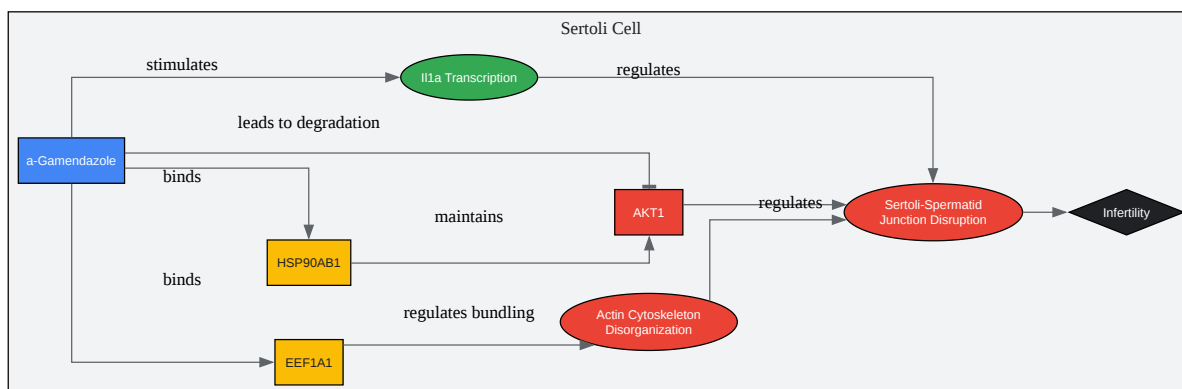 Sertoli Cell
stimulates
Il1a Transcription
regulates
leads to degradation
a-Gamendazole
binds
AKT1
regulates
Sertoli-Spermatid
Junction Disruption
Infertility
maintains
HSP90AB1
binds
regulates bundling
Actin Cytoskeleton
Disorganization
EEF1A1